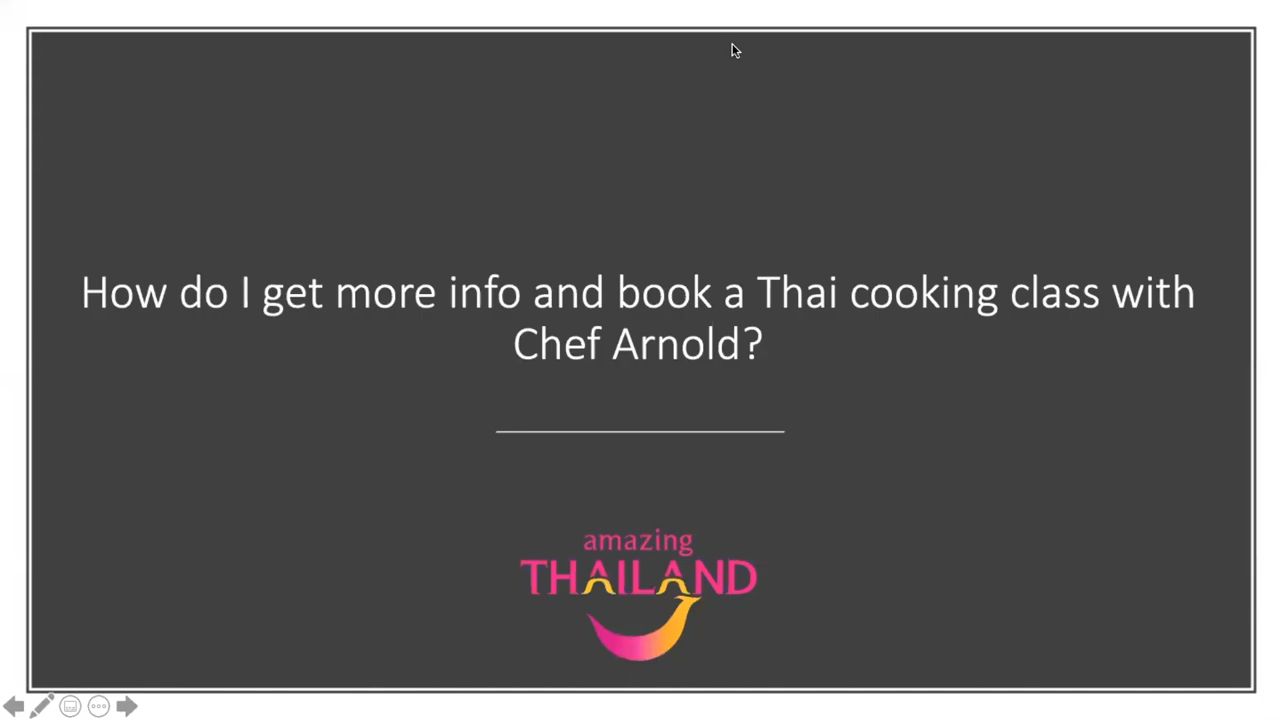 How do I get more info and book a Thai cooking class with
Chef Arnold?
amazing
THAILAND